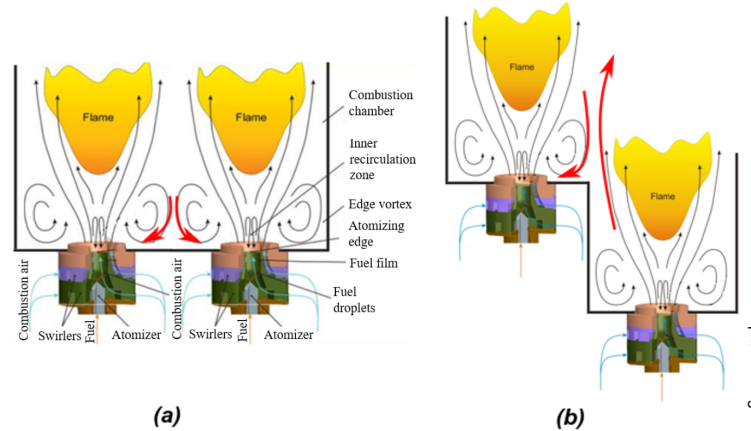 Flame
Flame
Combustion
chamber
Inner
recirculation
zone
Edge vortex
Atomizing
edge
Fuel film
Fuel
droplets
Combustion air
Swirlers
Fuel
Atomizer
Combustion air
Swirlers
Fuel
Atomizer
(a)
Flame
Flame
(b)